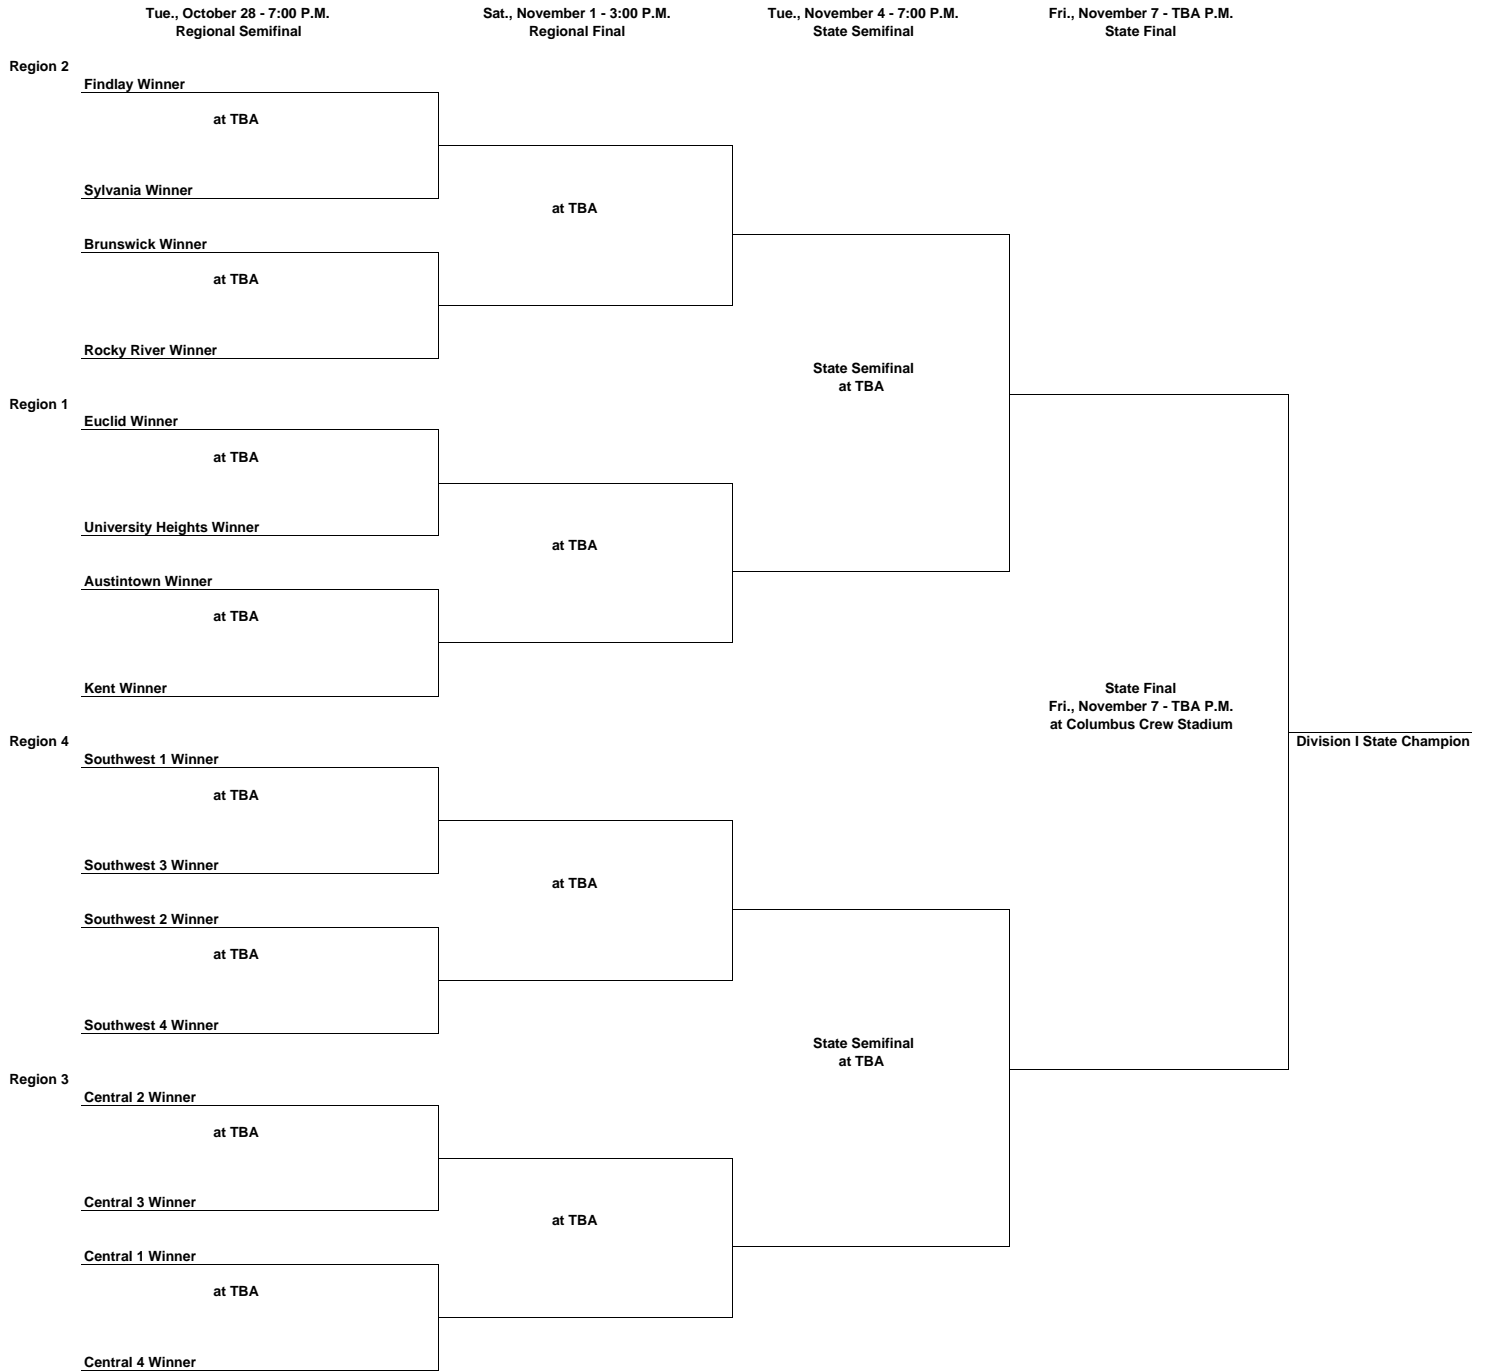 Tue., October 28 - 7:00 P.M.
Regional Semifinal
Sat., November 1 - 3:00 P.M.
Regional Final
Tue., November 4 - 7:00 P.M.
State Semifinal
Fri., November 7 - TBA P.M.
State Final
Region 2
Findlay Winner
at TBA
Sylvania Winner
at TBA
Brunswick Winner
at TBA
Rocky River Winner
State Semifinal
at TBA
Region 1
Euclid Winner
at TBA
University Heights Winner
at TBA
Austintown Winner
at TBA
Kent Winner
State Final
Fri., November 7 - TBA P.M.
at Columbus Crew Stadium
Region 4
Division I State Champion
Southwest 1 Winner
at TBA
Southwest 3 Winner
at TBA
Southwest 2 Winner
at TBA
Southwest 4 Winner
State Semifinal
at TBA
Region 3
Central 2 Winner
at TBA
Central 3 Winner
at TBA
Central 1 Winner
at TBA
Central 4 Winner